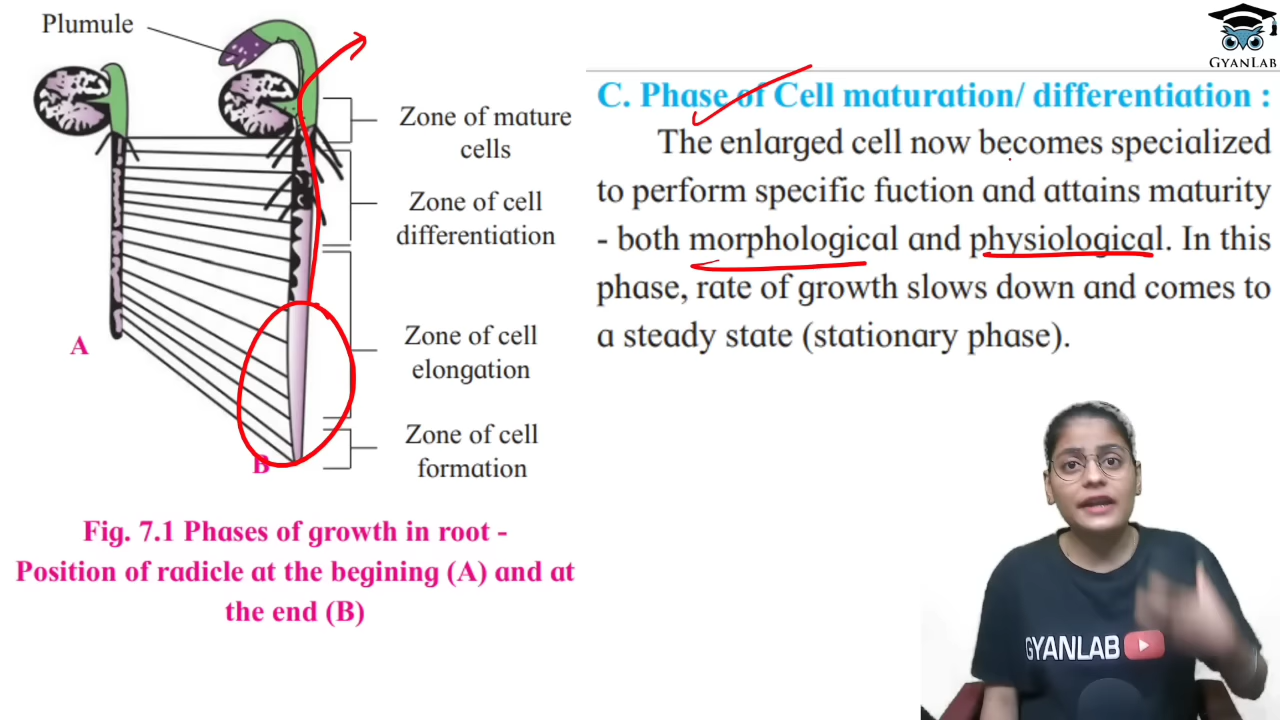 Plumule
Zone of mature
cells
Zone of cell
differentiation
Zone of cell
elongation
Zone of cell
formation
A
B
Fig. 7.1 Phases of growth in root -
Position of radicle at the begining (A) and at
the end (B)
GYANLAB
C. Phase of Cell maturation/ differentiation :
The enlarged cell now becomes specialized
to perform specific fuction and attains maturity
- both morphological and physiological. In this
phase, rate of growth slows down and comes to
a steady state (stationary phase).
GYANLAB